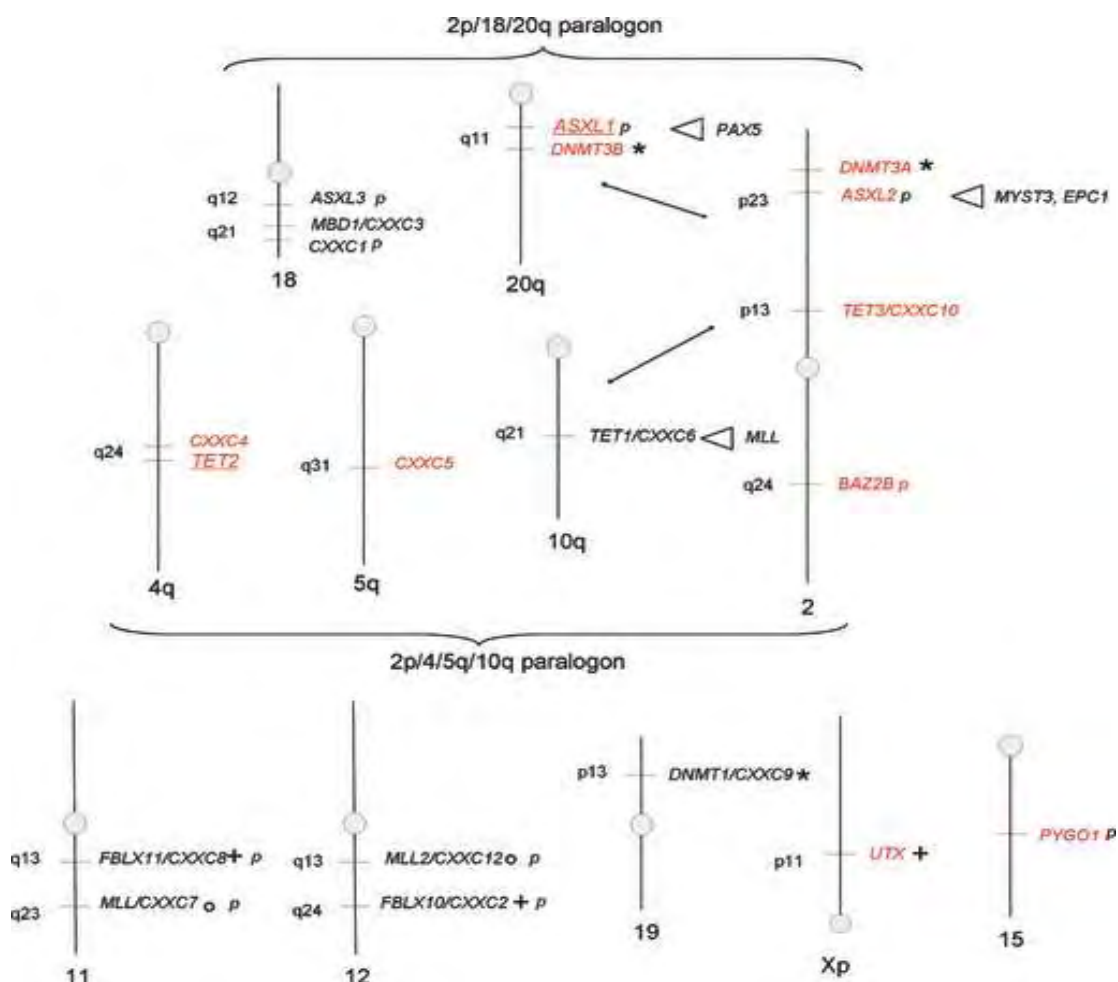 2p/18/20q paralogon
q12 ASXL3 p
q21 MBD1/CXXC3
CXXC1 P
18
q11 ASXL1 p PAX5
DNMT3B *
20q
DNMT3A *
p23 ASXL2 p MYST3, EPC1
p13 TET3/CXXC10
q24 BAZ2B p
2
q24 CXXC4
TET2
4q
q31 CXXC5
5q
q21 TET1/CXXC6 MLL
10q
2p/4/5q/10q paralogon
q13 FBLX11/CXXC8+ p
q23 MLL/CXXC7 o p
11
q13 MLL2/CXXC12 o p
q24 FBLX10/CXXC2 + p
12
p13 DNMT1/CXXC9 *
19
p11 UTX +
Xp
PYGO1 p
15